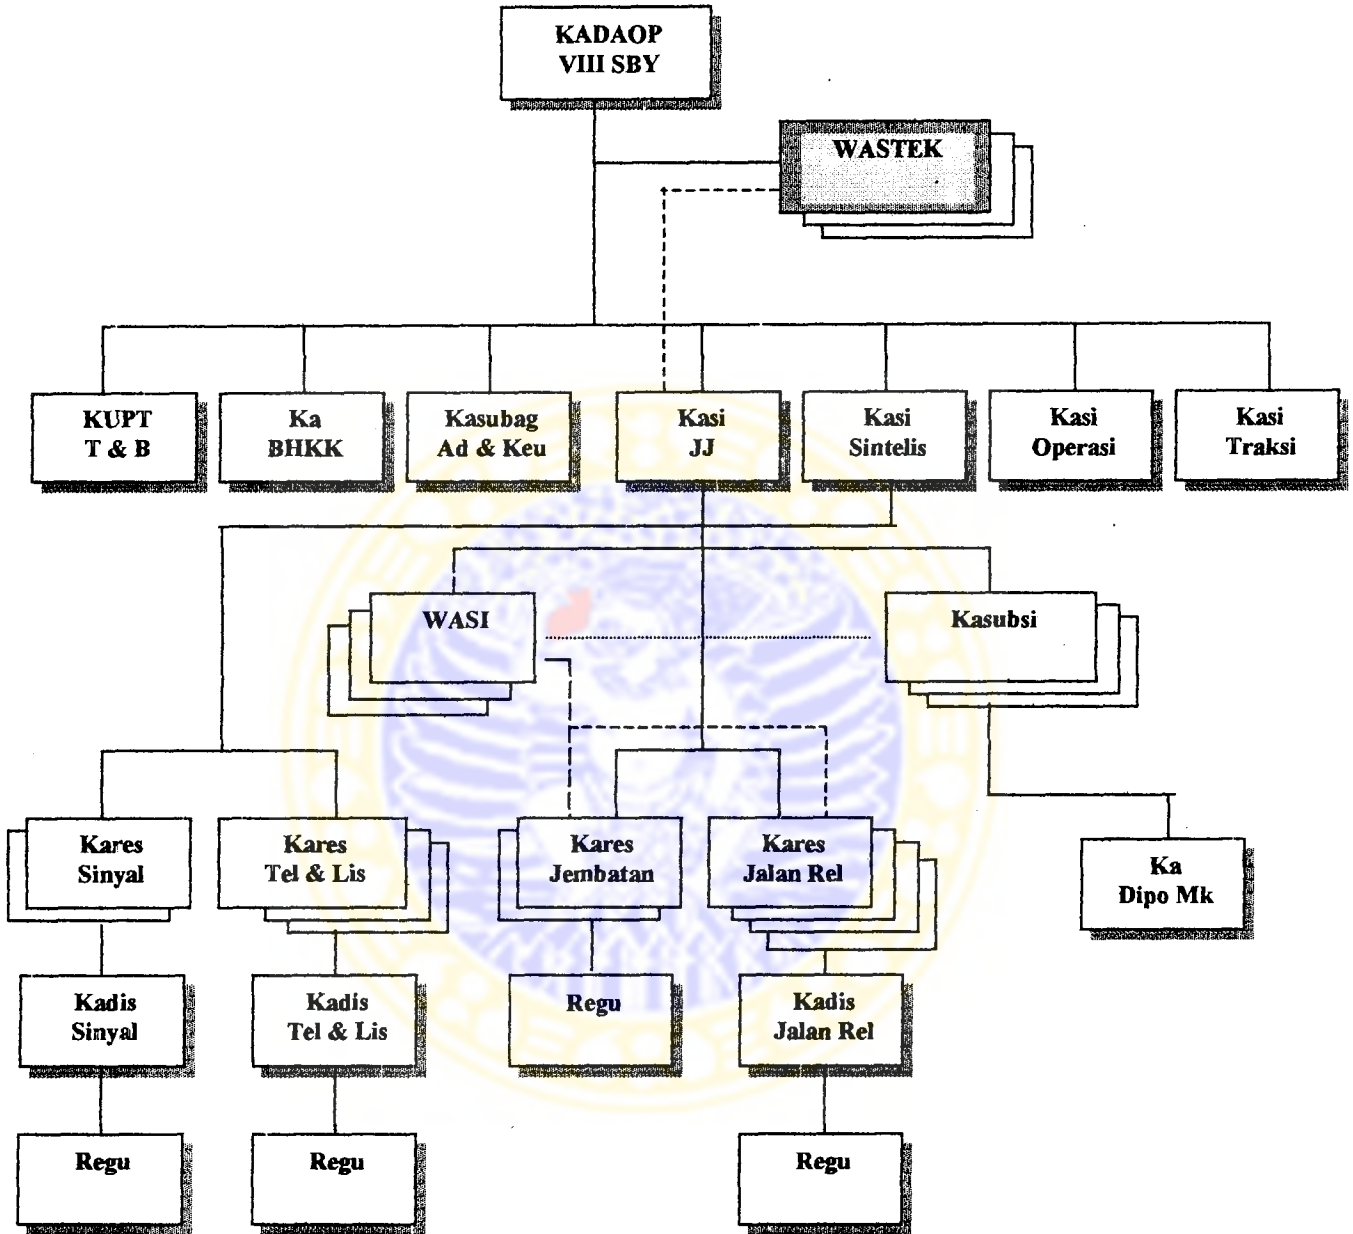 KADAOP
VIII SBY
WASTEK
KUPT
T & B
Ka
BHKK
Kasubag
Ad & Keu
Kasi
JJ
Kasi
Sintelis
Kasi
Operasi
Kasi
Traksi
WASI
Kasubsi
Kares
Sinyal
Kares
Tel & Lis
Kares
Jembatan
Kares
Jalan Rel
Ka
Dipo Mk
Kadis
Sinyal
Kadis
Tel & Lis
Regu
Kadis
Jalan Rel
Regu
Regu
Regu